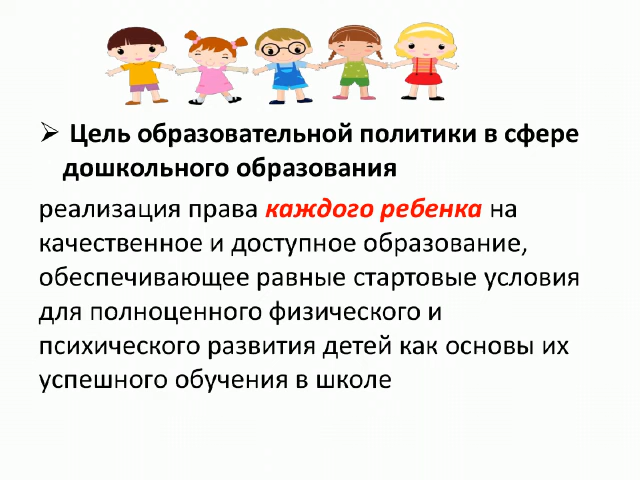 ➢ Цель образовательной политики в сфере
дошкольного образования
реализация права каждого ребенка на
качественное и доступное образование,
обеспечивающее равные стартовые условия
для полноценного физического и
психического развития детей как основы их
успешного обучения в школе